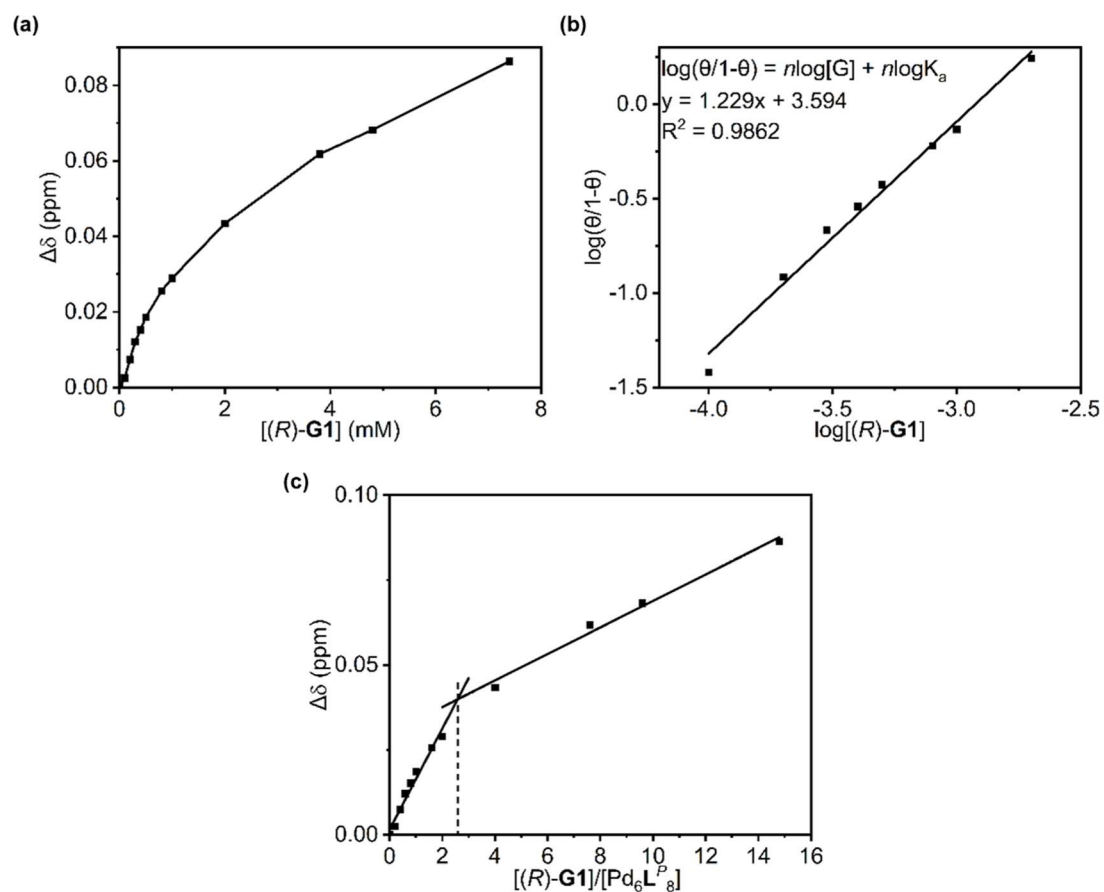 (a)
0.08
0.06
0.04
0.02
0.00
Δδ (ppm)
0 2 4 6 8
[(R)-G1] (mM)
(b)
log(θ/1-θ) = nlog[G] + nlogKₐ
y = 1.229x + 3.594
R² = 0.9862
0.0
-0.5
-1.0
-1.5
log(θ/1-θ)
-4.0 -3.5 -3.0 -2.5
log[(R)-G1]
(c)
0.10
0.05
0.00
Δδ (ppm)
0 2 4 6 8 10 12 14 16
[(R)-G1]/[Pd₆Lᴾ₈]